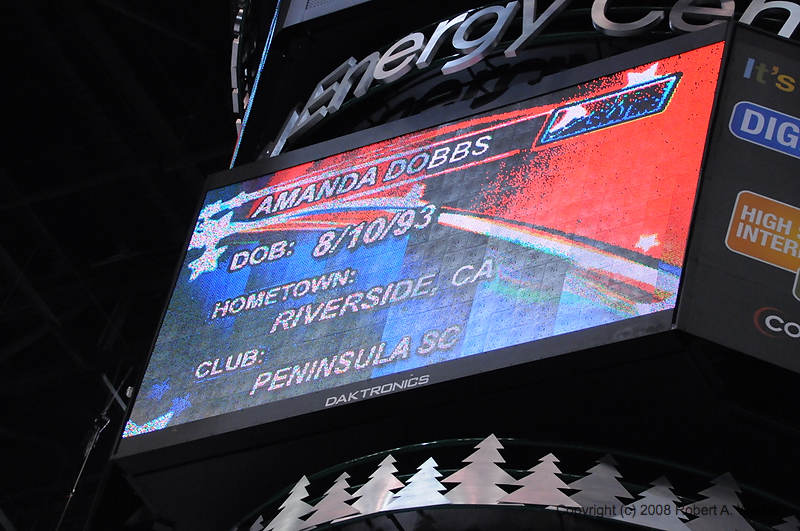 Energy Cen
AMANDA DOBBS
DOB: 8/10/93
HOMETOWN:
RIVERSIDE, CA
CLUB:
PENINSULA SC
DAKTRONICS
It's
DIG
HIGH
INTER
CO
Copyright (c) 2008 Robert A.